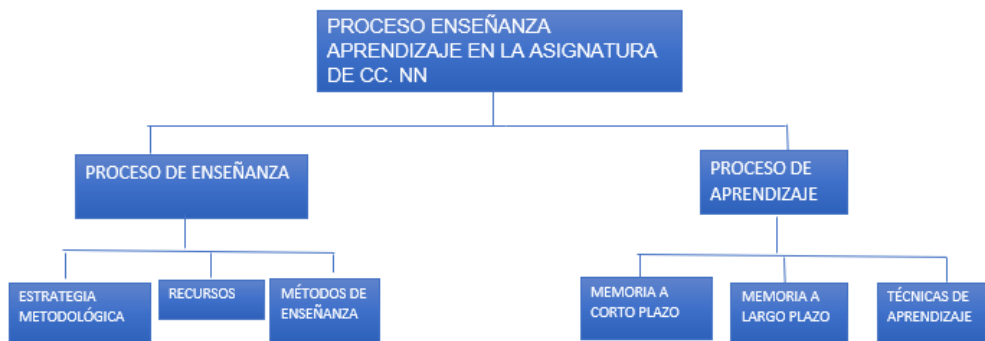 PROCESO ENSEÑANZA
APRENDIZAJE EN LA ASIGNATURA
DE CC. NN
PROCESO DE ENSEÑANZA
PROCESO DE
APRENDIZAJE
ESTRATEGIA
METODOLÓGICA
RECURSOS
MÉTODOS DE
ENSEÑANZA
MEMORIA A
CORTO PLAZO
MEMORIA A
LARGO PLAZO
TÉCNICAS DE
APRENDIZAJE